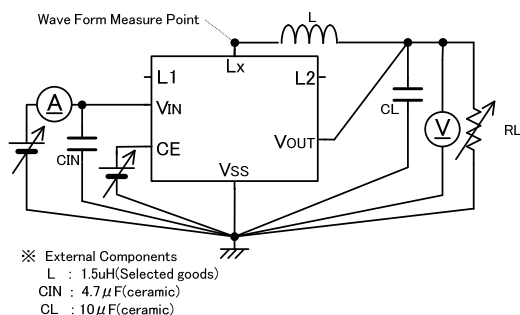 Wave Form Measure Point
L
Lx
L1
L2
A
VIN
CIN
CE
VOUT
VSS
CL
V
RL
※ External Components
L : 1.5uH(Selected goods)
CIN : 4.7μF(ceramic)
CL : 10μF(ceramic)